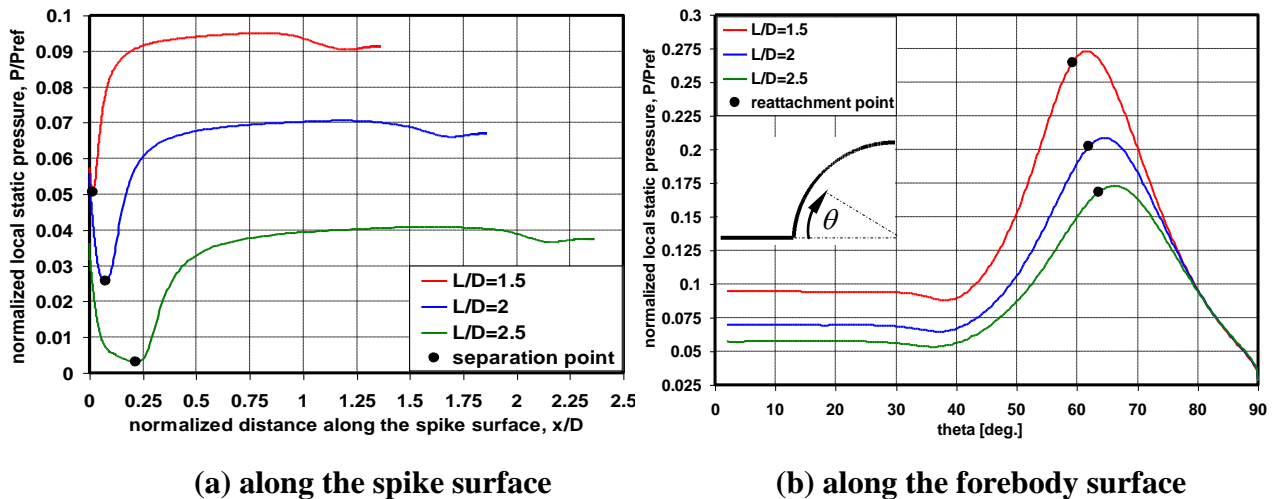 normalized local static pressure, P/Pref
0.1
0.09
0.08
0.07
0.06
0.05
0.04
0.03
0.02
0.01
0
0
0.25
0.5
0.75
1
1.25
1.5
1.75
2
2.25
2.5
normalized distance along the spike surface, x/D
L/D=1.5
L/D=2
L/D=2.5
separation point
(a) along the spike surface
normalized local static pressure, P/Pref
0.3
0.275
0.25
0.225
0.2
0.175
0.15
0.125
0.1
0.075
0.05
0.025
0
10
20
30
40
50
60
70
80
90
theta [deg.]
L/D=1.5
L/D=2
L/D=2.5
reattachment point
θ
(b) along the forebody surface